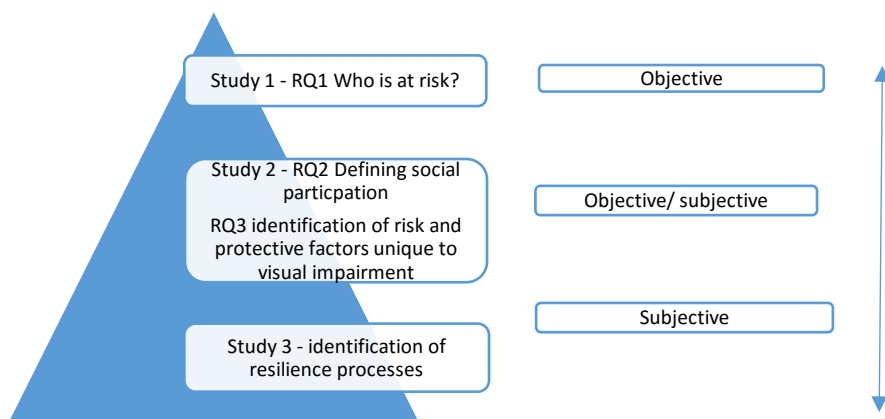 Study 1 - RQ1 Who is at risk?
Objective
Study 2 - RQ2 Defining social
particpation
RQ3 identification of risk and
protective factors unique to
visual impairment
Objective/ subjective
Study 3 - identification of
resilience processes
Subjective